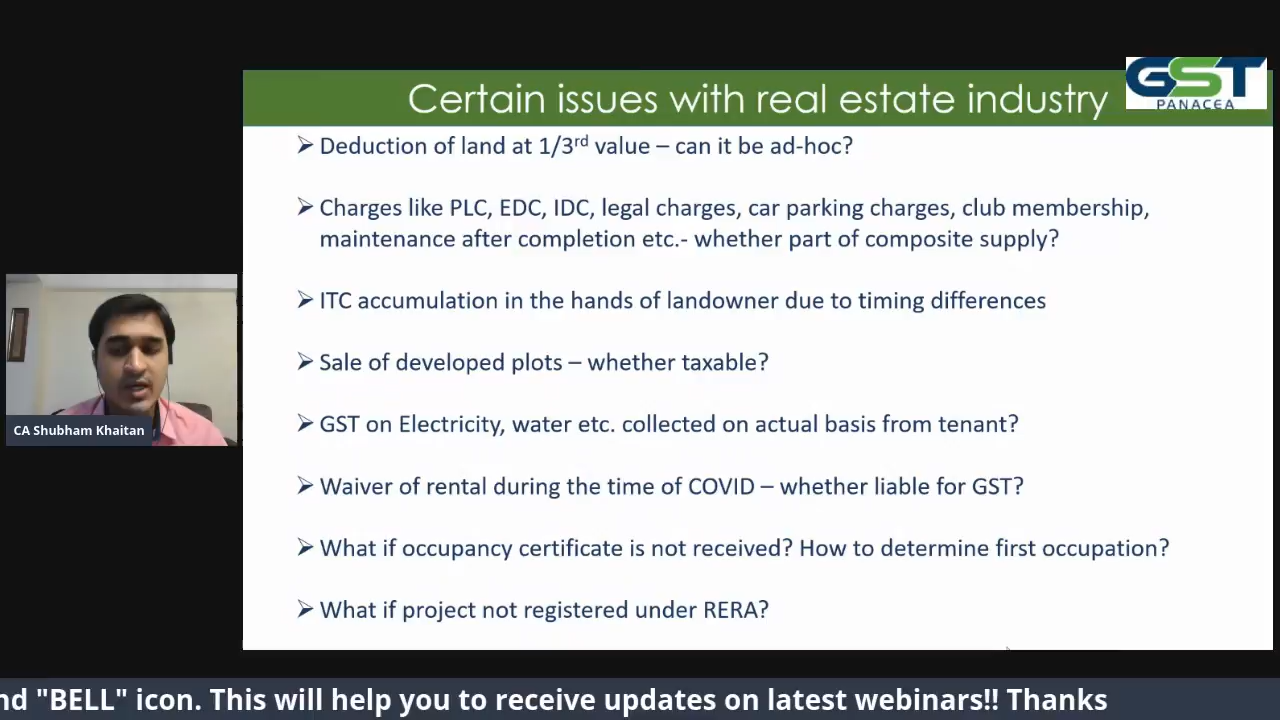 Certain issues with real estate industry
GST
PANACEA
➢ Deduction of land at 1/3rd value – can it be ad-hoc?
➢ Charges like PLC, EDC, IDC, legal charges, car parking charges, club membership,
maintenance after completion etc.- whether part of composite supply?
➢ ITC accumulation in the hands of landowner due to timing differences
➢ Sale of developed plots – whether taxable?
➢ GST on Electricity, water etc. collected on actual basis from tenant?
➢ Waiver of rental during the time of COVID – whether liable for GST?
➢ What if occupancy certificate is not received? How to determine first occupation?
➢ What if project not registered under RERA?
CA Shubham Khaitan
nd "BELL" icon. This will help you to receive updates on latest webinars!! Thanks